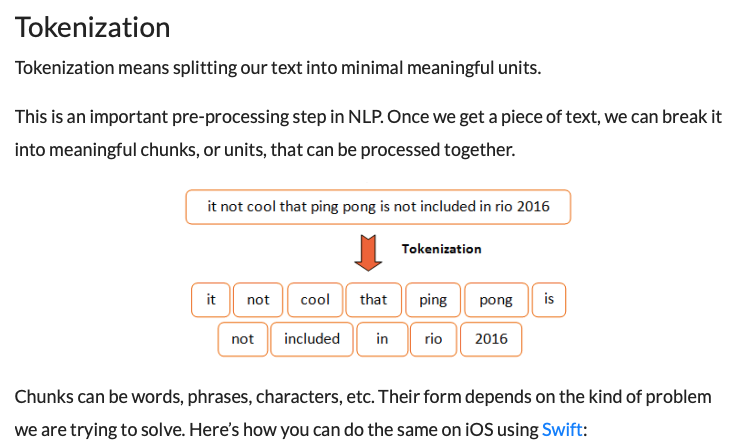 Tokenization
Tokenization means splitting our text into minimal meaningful units.
This is an important pre-processing step in NLP. Once we get a piece of text, we can break it
into meaningful chunks, or units, that can be processed together.
it not cool that ping pong is not included in rio 2016
Tokenization
it not cool that ping pong is
not included in rio 2016
Chunks can be words, phrases, characters, etc. Their form depends on the kind of problem
we are trying to solve. Here’s how you can do the same on iOS using Swift: